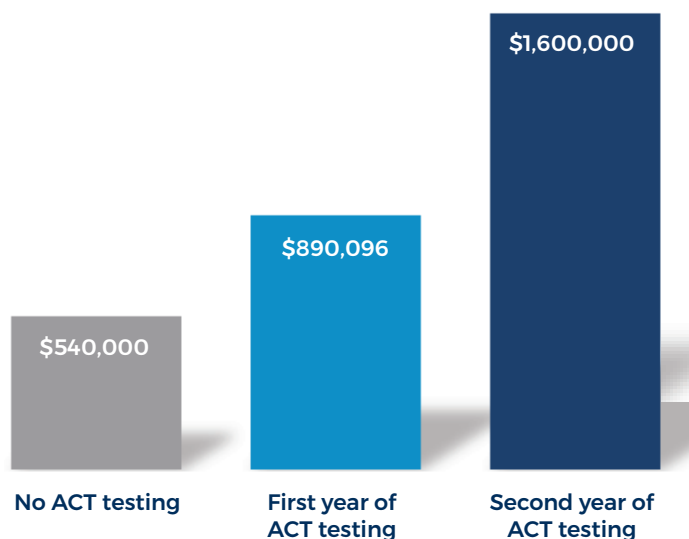 $1,600,000
$890,096
$540,000
No ACT testing
First year of
ACT testing
Second year of
ACT testing